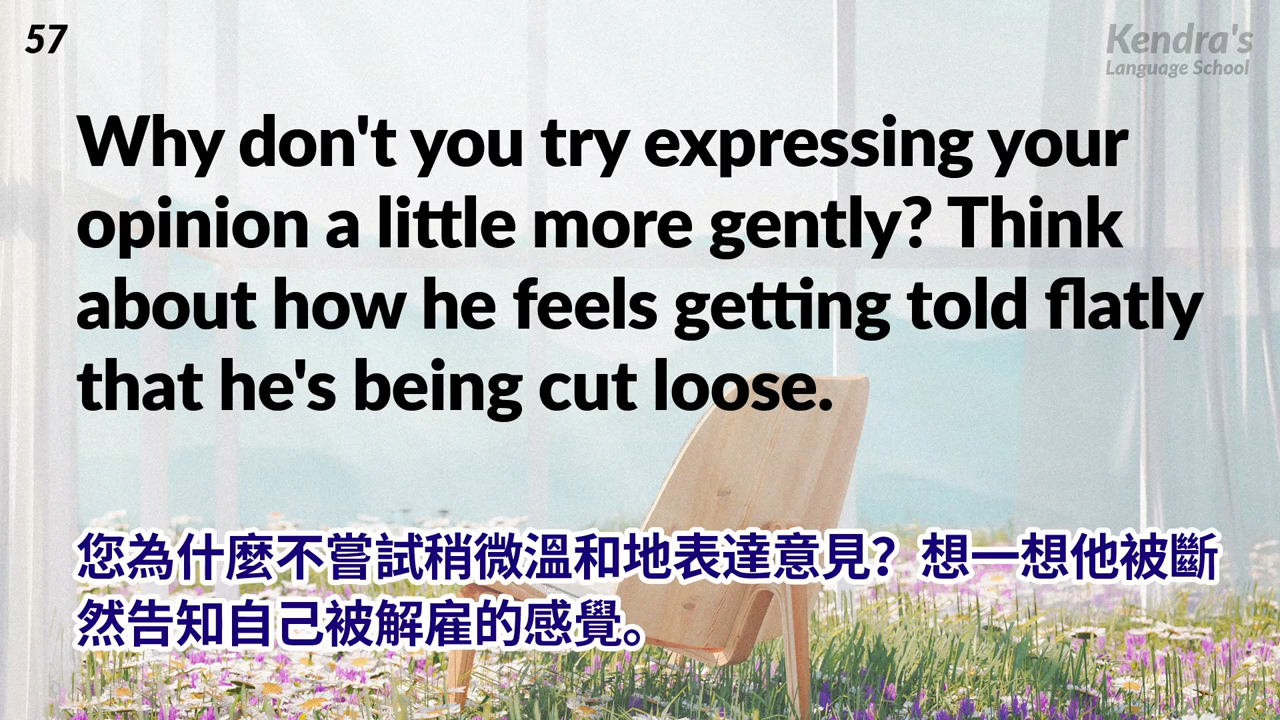 57
Kendra's
Language School
Why don't you try expressing your
opinion a little more gently? Think
about how he feels getting told flatly
that he's being cut loose.
您為什麼不嘗試稍微溫和地表達意見？想一想他被斷
然告知自己被解雇的感覺。